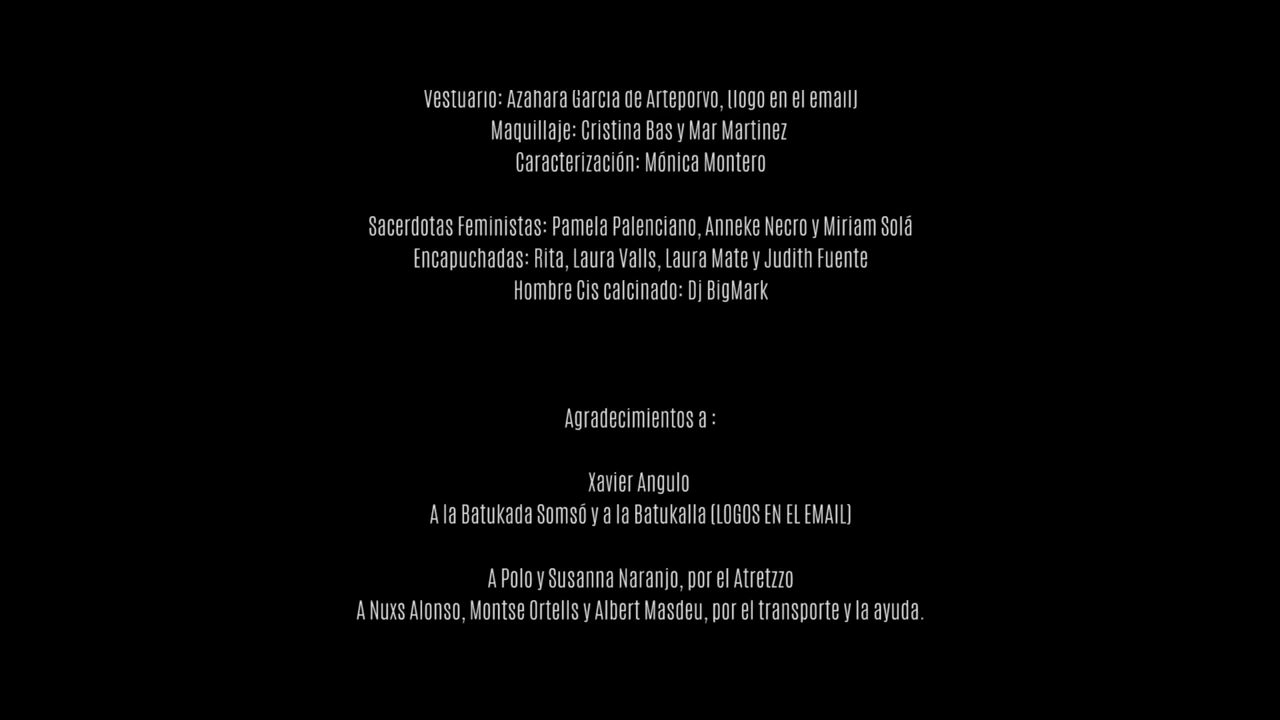 Vestuario: Azahara Garcia de Arteporvo, (logo en el email)
Maquillaje: Cristina Bas y Mar Martinez
Caracterización: Mónica Montero
Sacerdotas Feministas: Pamela Palenciano, Anneke Necro y Miriam Solá
Encapuchadas: Rita, Laura Valls, Laura Mate y Judith Fuente
Hombre Cis calcinado: Dj BigMark
Agradecimientos a :
Xavier Angulo
A la Batukada Somsó y a la Batukalla (LOGOS EN EL EMAIL)
A Polo y Susanna Naranjo, por el Atretzzo
A Nuxs Alonso, Montse Ortells y Albert Masdeu, por el transporte y la ayuda.